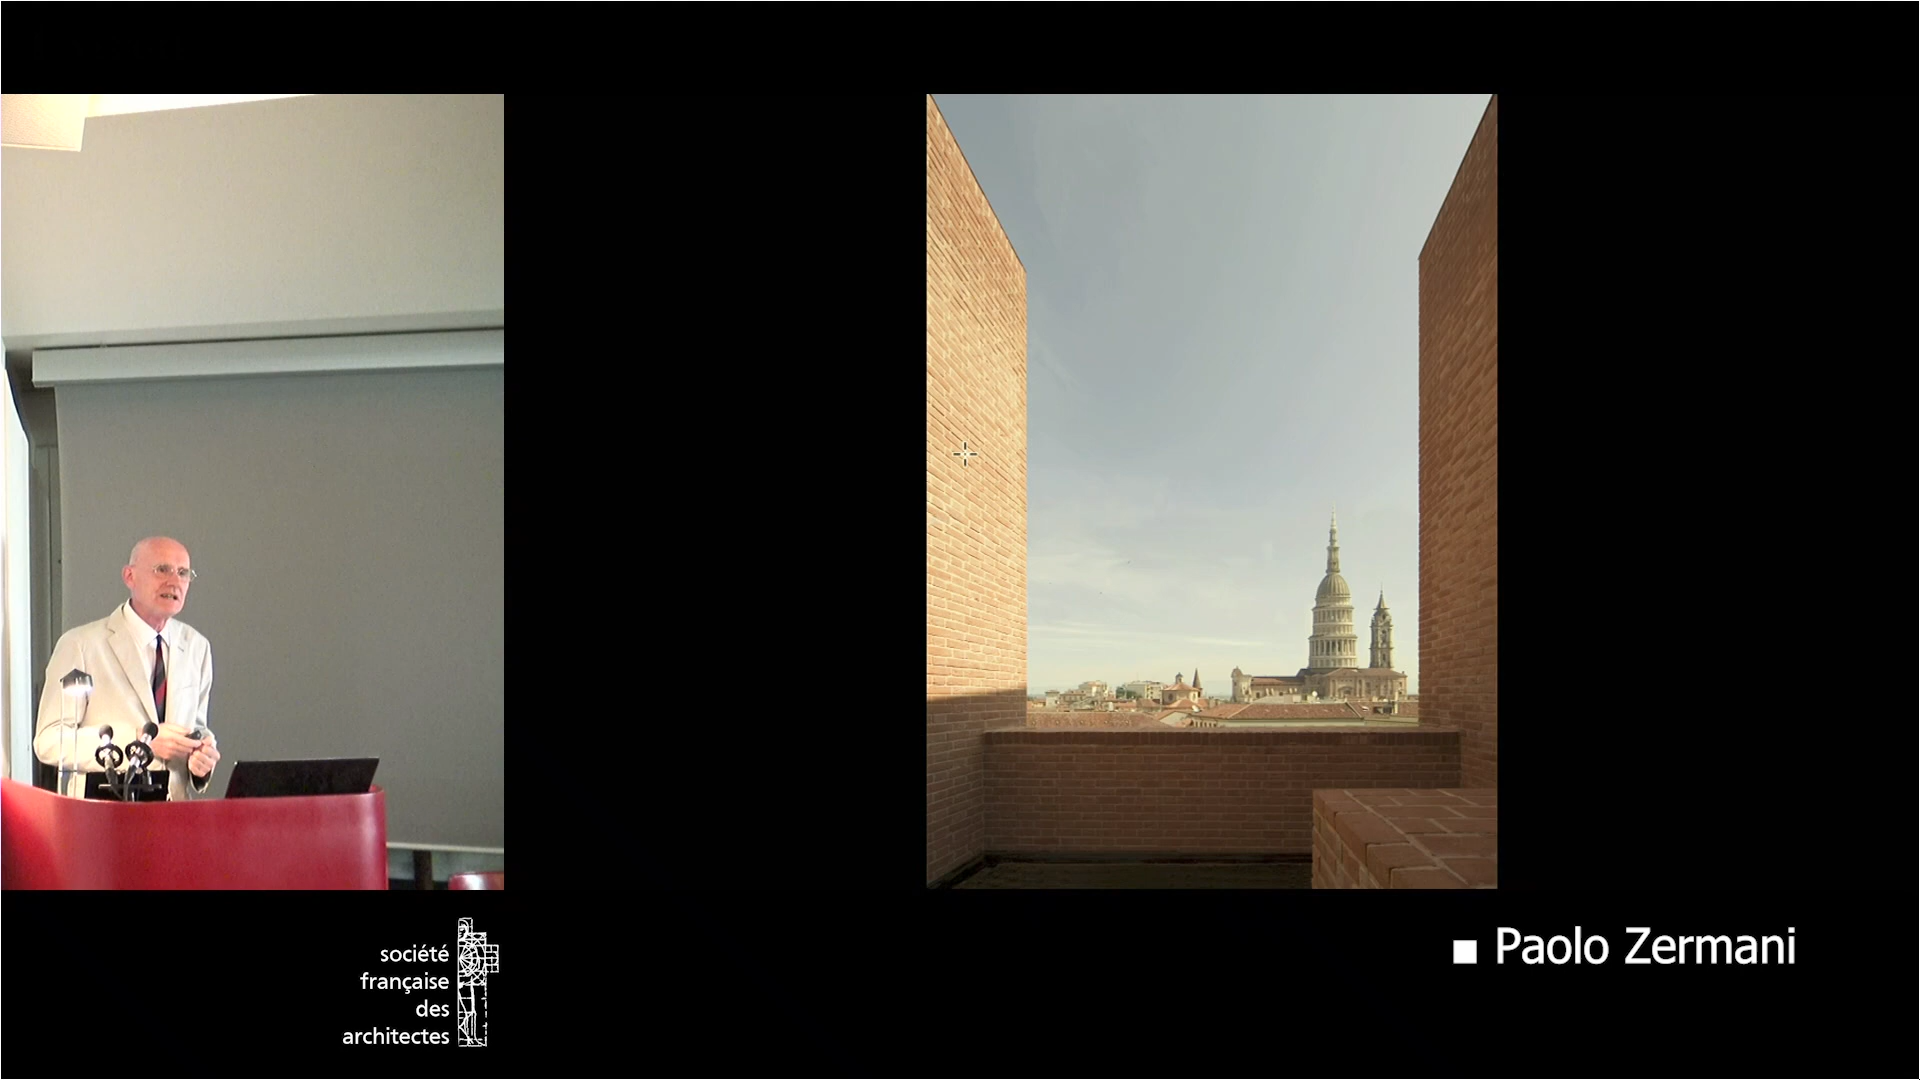 société
française
des
architectes
Paolo Zermani